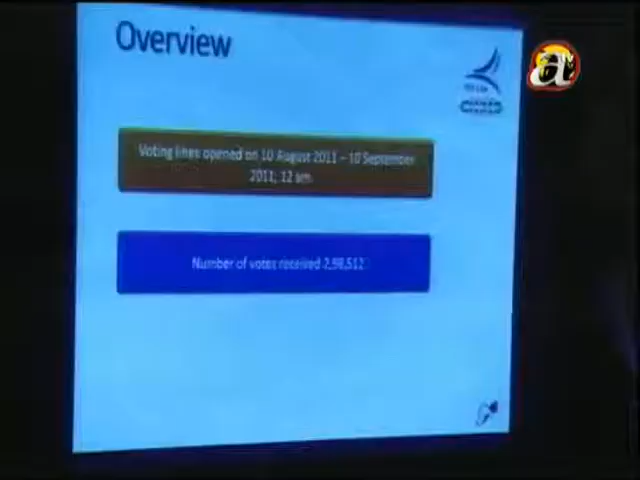 Overview
Voting lines opened on 10 August 2011 – 10 September
2011; 12 am
Number of votes received 2,98,512
a
TV